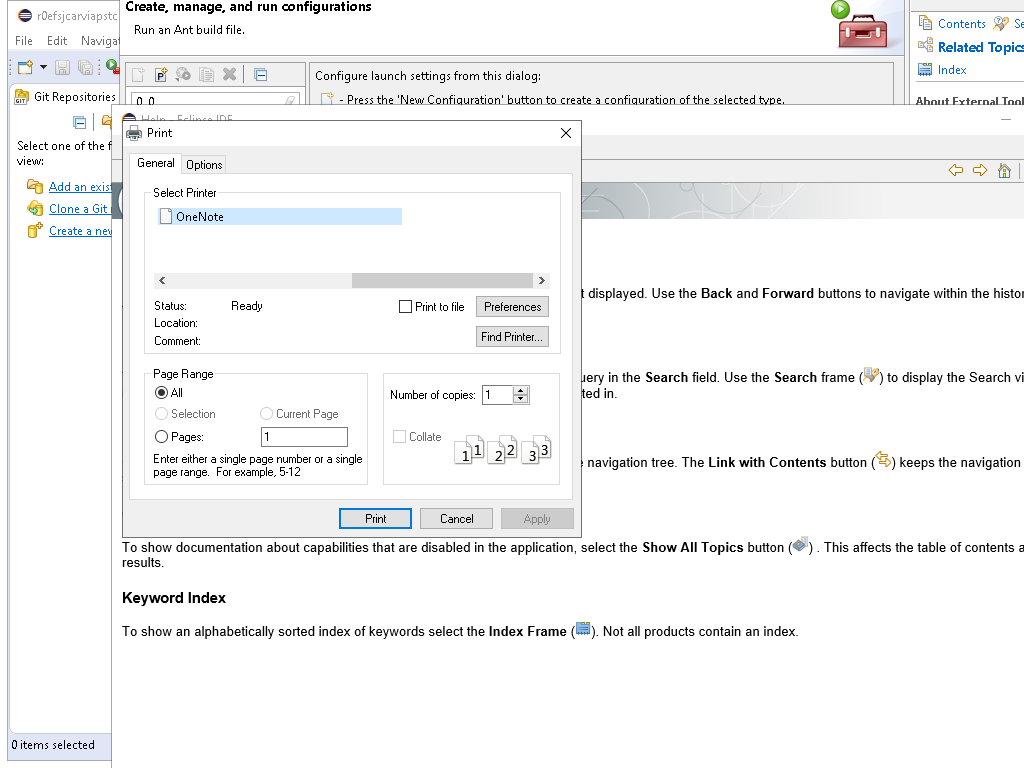 r0efsjcarviapstc
File Edit Naviga
Git Repositories
Select one of the f
view:
Add an exis
Clone a Git
Create a new
0 items selected
Create, manage, and run configurations
Run an Ant build file.
Configure launch settings from this dialog:
- Press the 'New Configuration' button to create a configuration of the selected type.
Contents Se
Related Topics
Index
About External Tool
Help - Eclipse IDE
Print
General Options
Select Printer
OneNote
Status: Ready
Print to file
Preferences
Location:
Find Printer...
Comment:
Page Range
All
Selection Current Page
Pages: 1
Enter either a single page number or a single
page range. For example, 5-12
Number of copies: 1
Collate
1 1 2 2 3 3
Print Cancel Apply
t displayed. Use the Back and Forward buttons to navigate within the histor
uery in the Search field. Use the Search frame ( ) to display the Search vi
ted in.
navigation tree. The Link with Contents button ( ) keeps the navigation
To show documentation about capabilities that are disabled in the application, select the Show All Topics button ( ) . This affects the table of contents a
results.
Keyword Index
To show an alphabetically sorted index of keywords select the Index Frame ( ). Not all products contain an index.